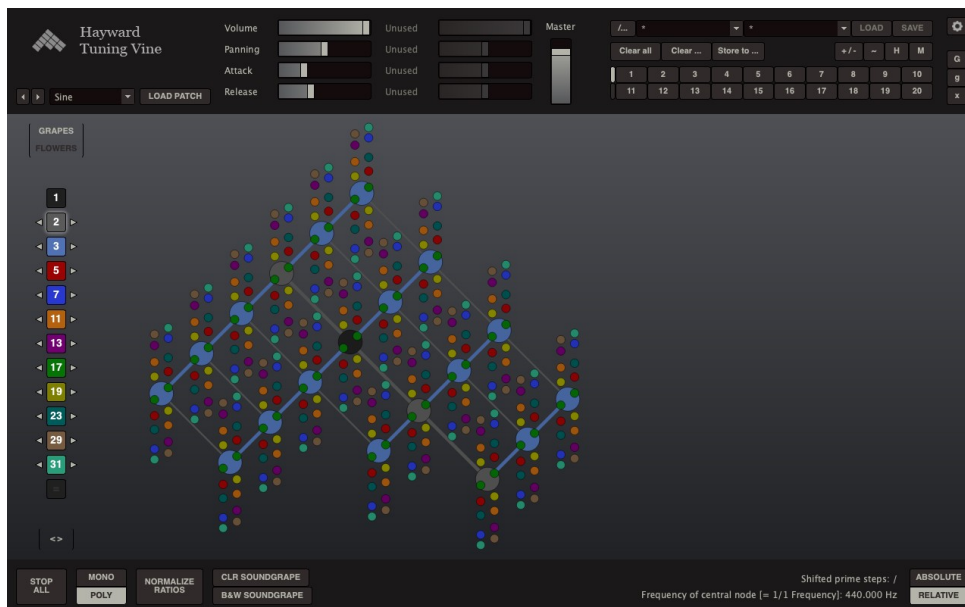 Hayward
Tuning Vine
Sine
LOAD PATCH
Volume
Panning
Attack
Release
Unused
Unused
Unused
Unused
Master
/... * *
LOAD SAVE
Clear all Clear ... Store to ... +/- ~ H M
1 2 3 4 5 6 7 8 9 10
11 12 13 14 15 16 17 18 19 20
G
g
x
GRAPES
FLOWERS
1
2
3
5
7
11
13
17
19
23
29
31
<>
STOP ALL
MONO
POLY
NORMALIZE RATIOS
CLR SOUNDGRAPE
B&W SOUNDGRAPE
Shifted prime steps: /
Frequency of central node [= 1/1 Frequency]: 440.000 Hz
ABSOLUTE
RELATIVE